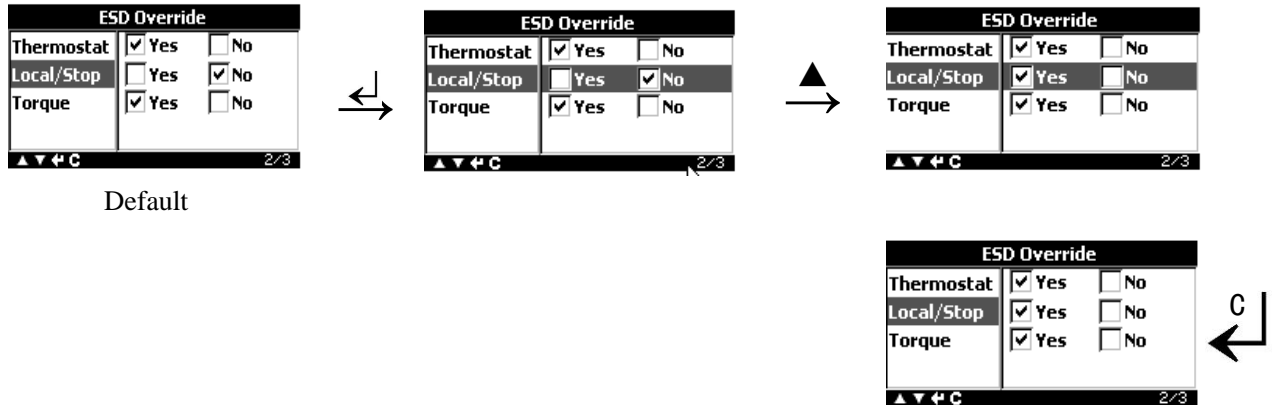 ESD Override
Thermostat ✓ Yes No
Local/Stop Yes ✓ No
Torque ✓ Yes No
▲ ▼ ↵ C 2/3
Default
↵
ESD Override
Thermostat ✓ Yes No
Local/Stop Yes ✓ No
Torque ✓ Yes No
▲ ▼ ↵ C 2/3
▲
ESD Override
Thermostat ✓ Yes No
Local/Stop ✓ Yes No
Torque ✓ Yes No
▲ ▼ ↵ C 2/3
C
ESD Override
Thermostat ✓ Yes No
Local/Stop ✓ Yes No
Torque ✓ Yes No
▲ ▼ ↵ C 2/3